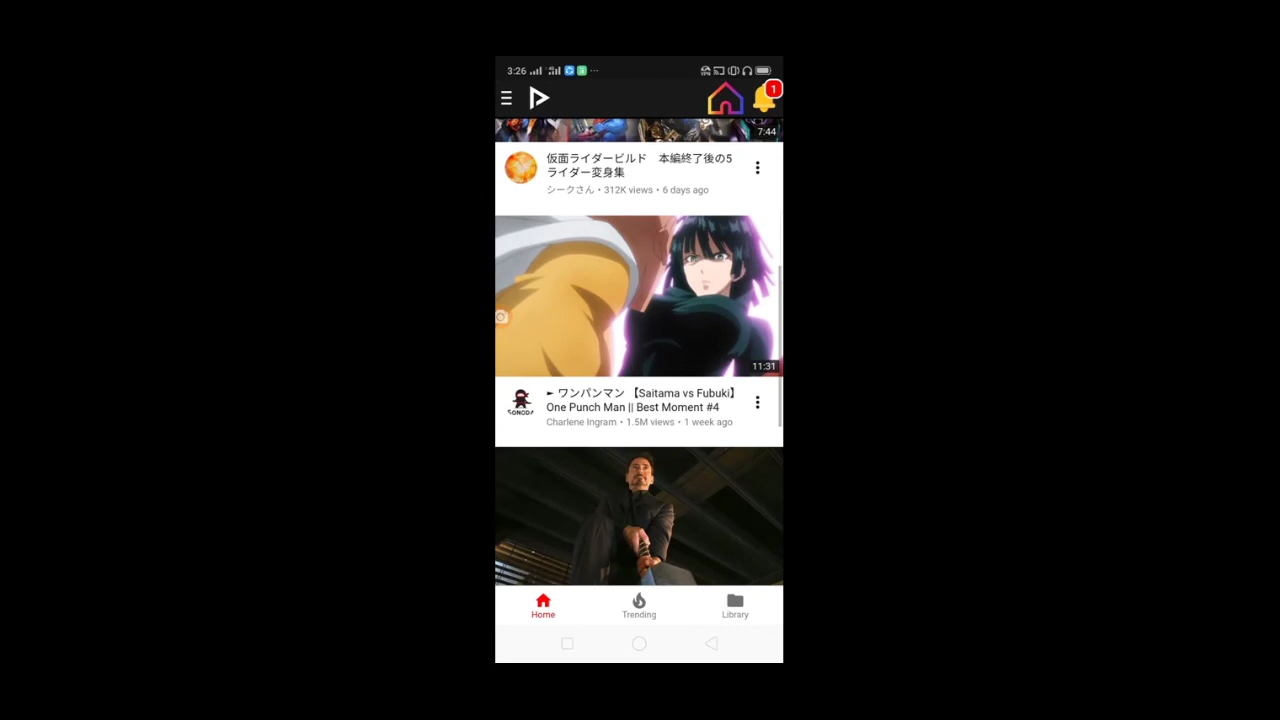 3:26
1
7:44
仮面ライダービルド　本編終了後の5
ライダー変身集
シークさん • 312K views • 6 days ago
11:31
► ワンパンマン 【Saitama vs Fubuki】
One Punch Man || Best Moment #4
Charlene Ingram • 1.5M views • 1 week ago
Home
Trending
Library